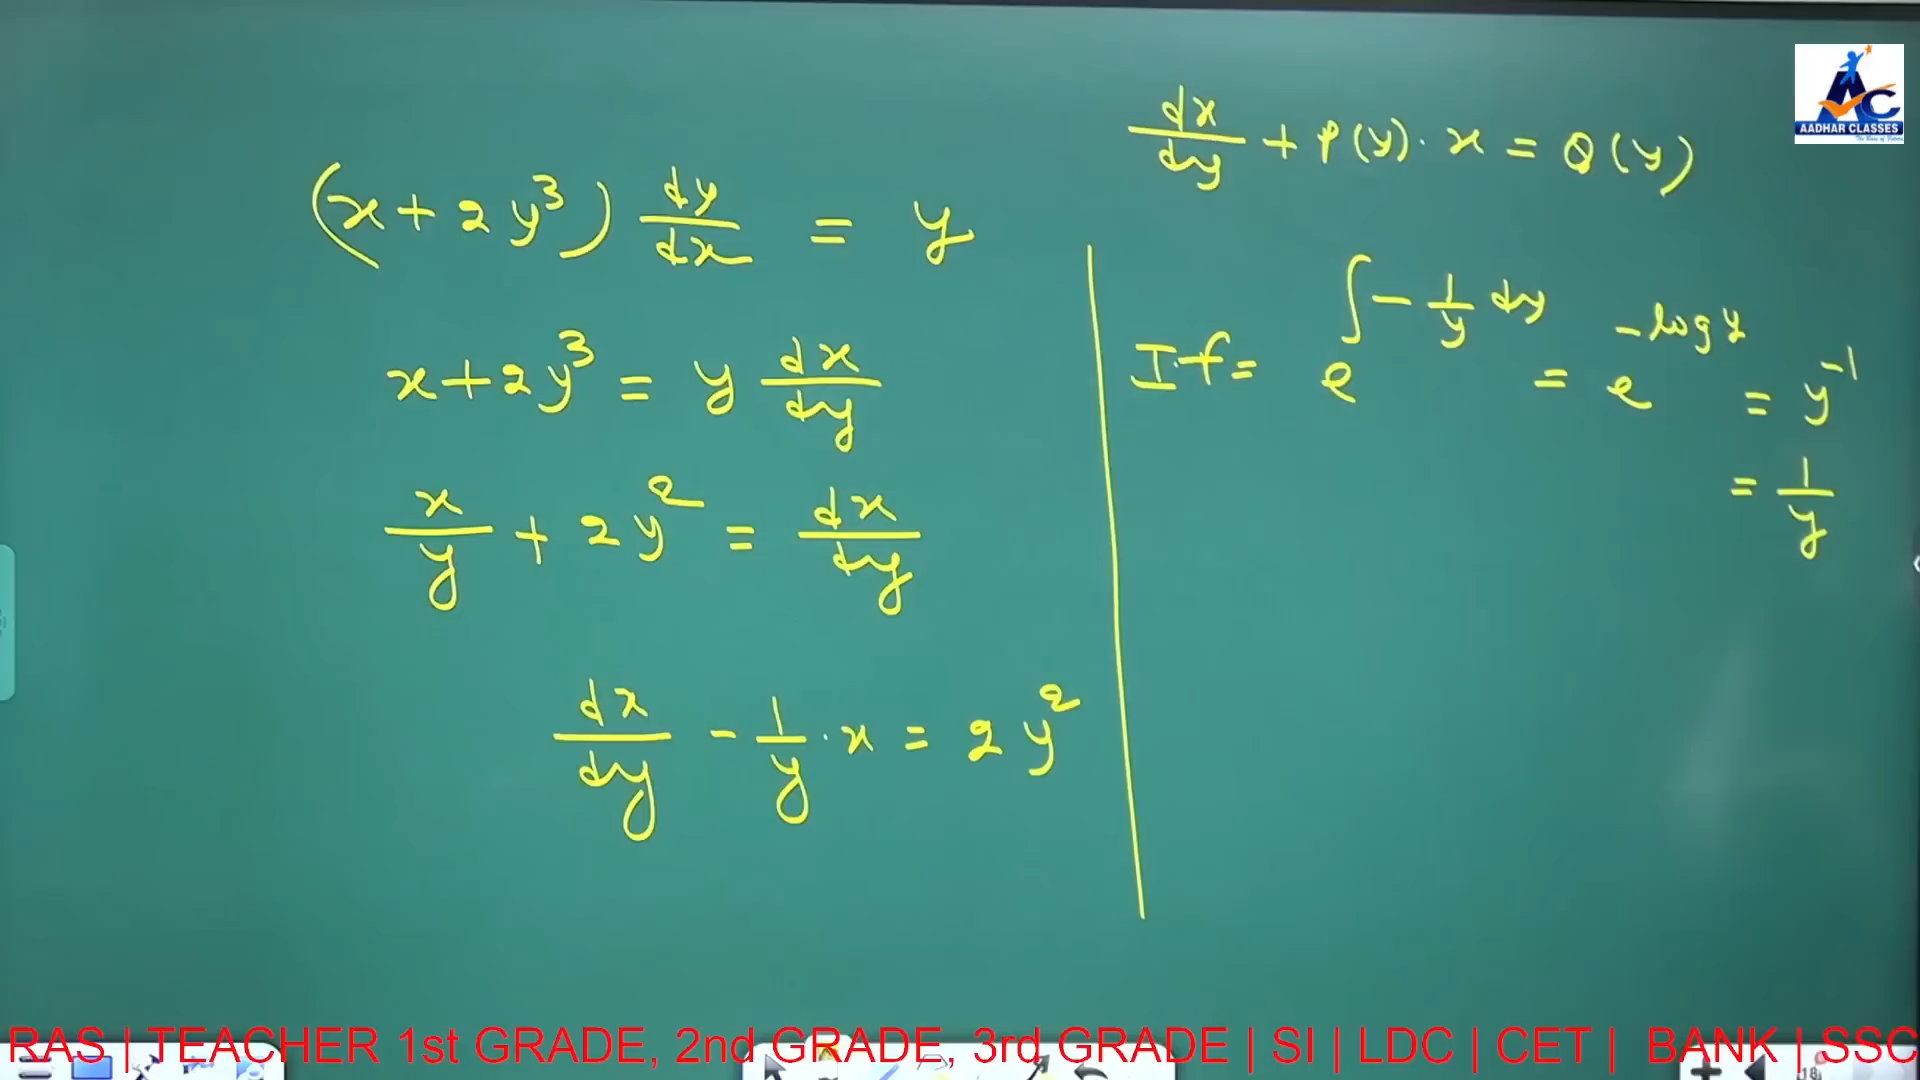 (x + 2y³) dy/dx = y
x + 2y³ = y dx/dy
x/y + 2y² = dx/dy
dx/dy - 1/y · x = 2y²
dx/dy + P(y) · x = Q(y)
I.f = e^∫ - 1/y dy = e^-log y = y⁻¹
= 1/y
AC
AADHAR CLASSES
RAS | TEACHER 1st GRADE, 2nd GRADE, 3rd GRADE | SI | LDC | CET | BANK | SSC